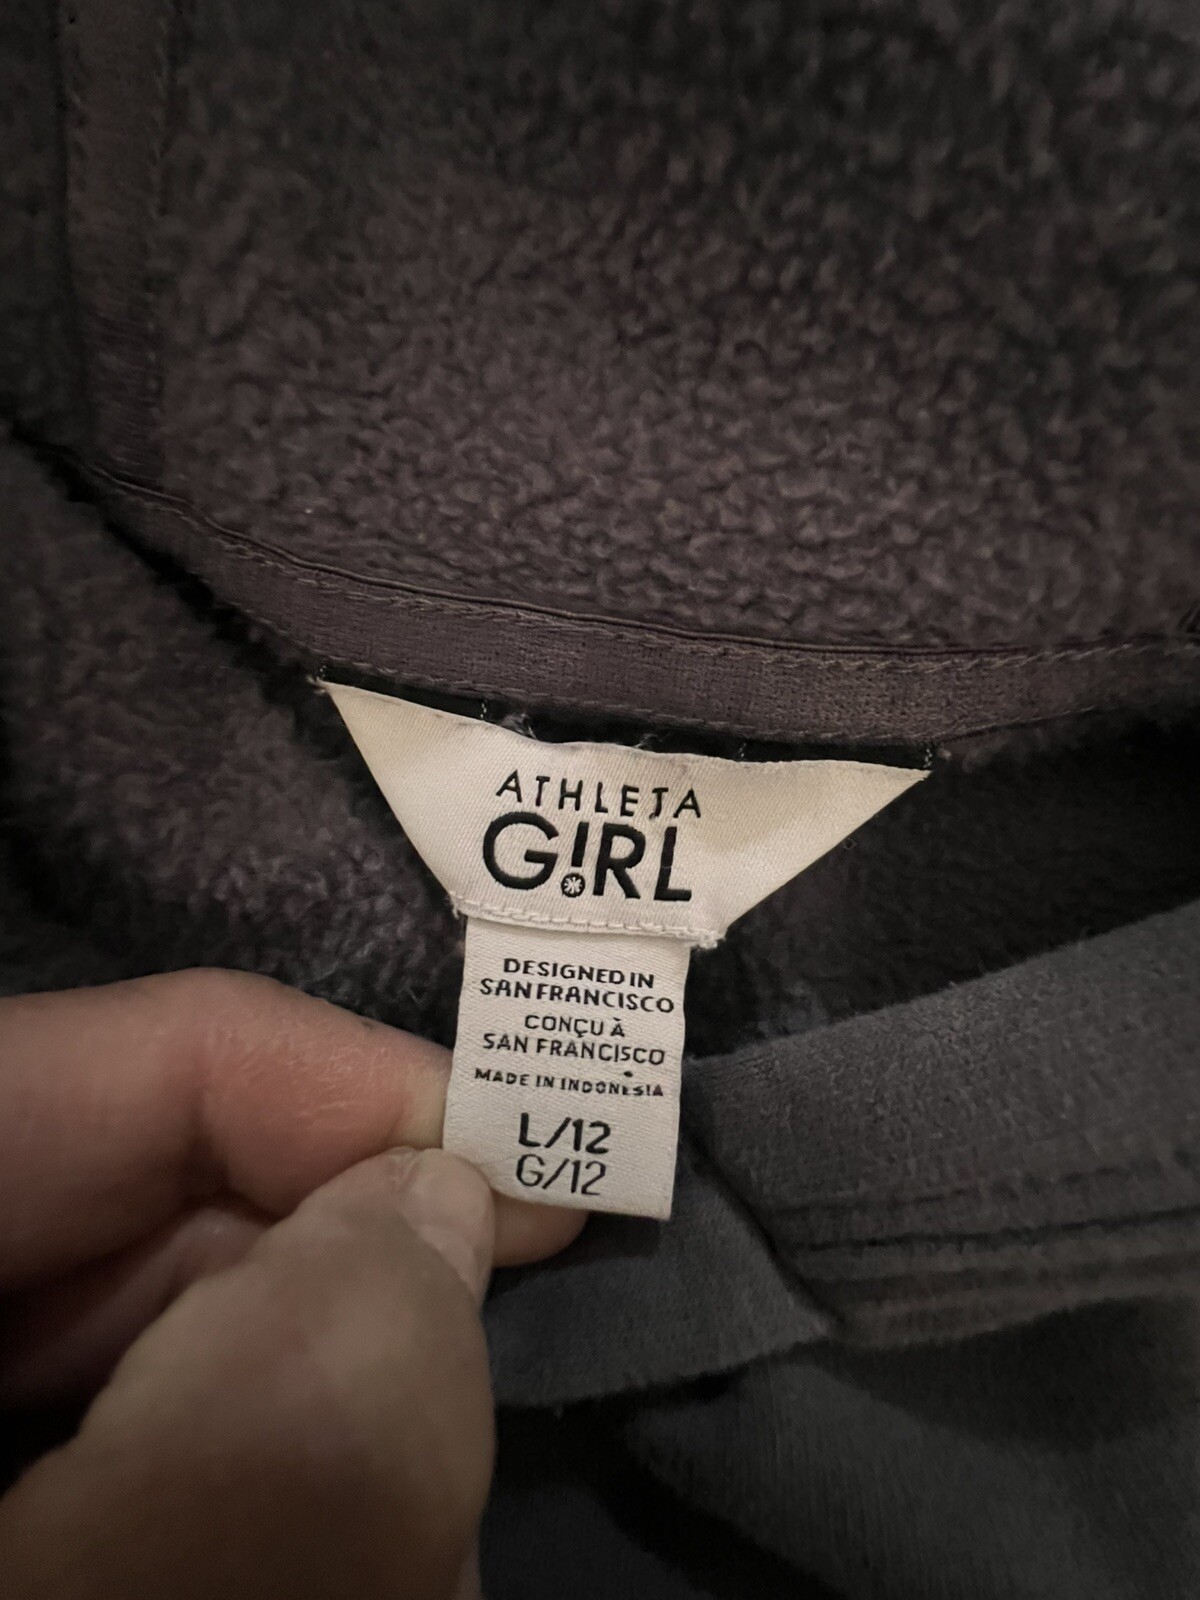 ATHLETA
G!RL
DESIGNED IN
SAN FRANCISCO
CONÇU À
SAN FRANCISCO
MADE IN INDONESIA
L/12
G/12